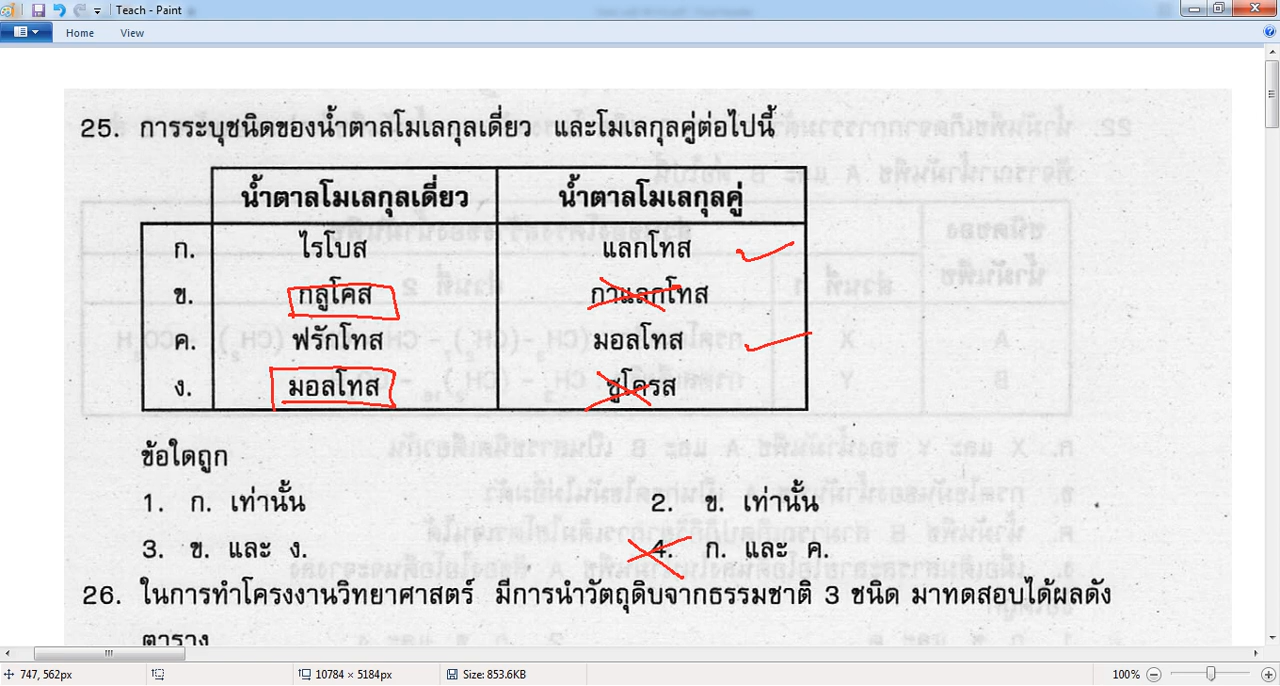 Teach - Paint
Home View
25. การระบุชนิดของน้ำตาลโมเลกุลเดี่ยว และโมเลกุลคู่ต่อไปนี้
น้ำตาลโมเลกุลเดี่ยว น้ำตาลโมเลกุลคู่
ก. ไรโบส แลกโทส
ข. กลูโคส กาแลกโทส
ค. ฟรักโทส มอลโทส
ง. มอลโทส ซูโครส
ข้อใดถูก
1. ก. เท่านั้น 2. ข. เท่านั้น
3. ข. และ ง. 4. ก. และ ค.
26. ในการทำโครงงานวิทยาศาสตร์ มีการนำวัตถุดิบจากธรรมชาติ 3 ชนิด มาทดสอบได้ผลดัง
ตาราง
747, 562px 10784 × 5184px Size: 853.6KB 100%